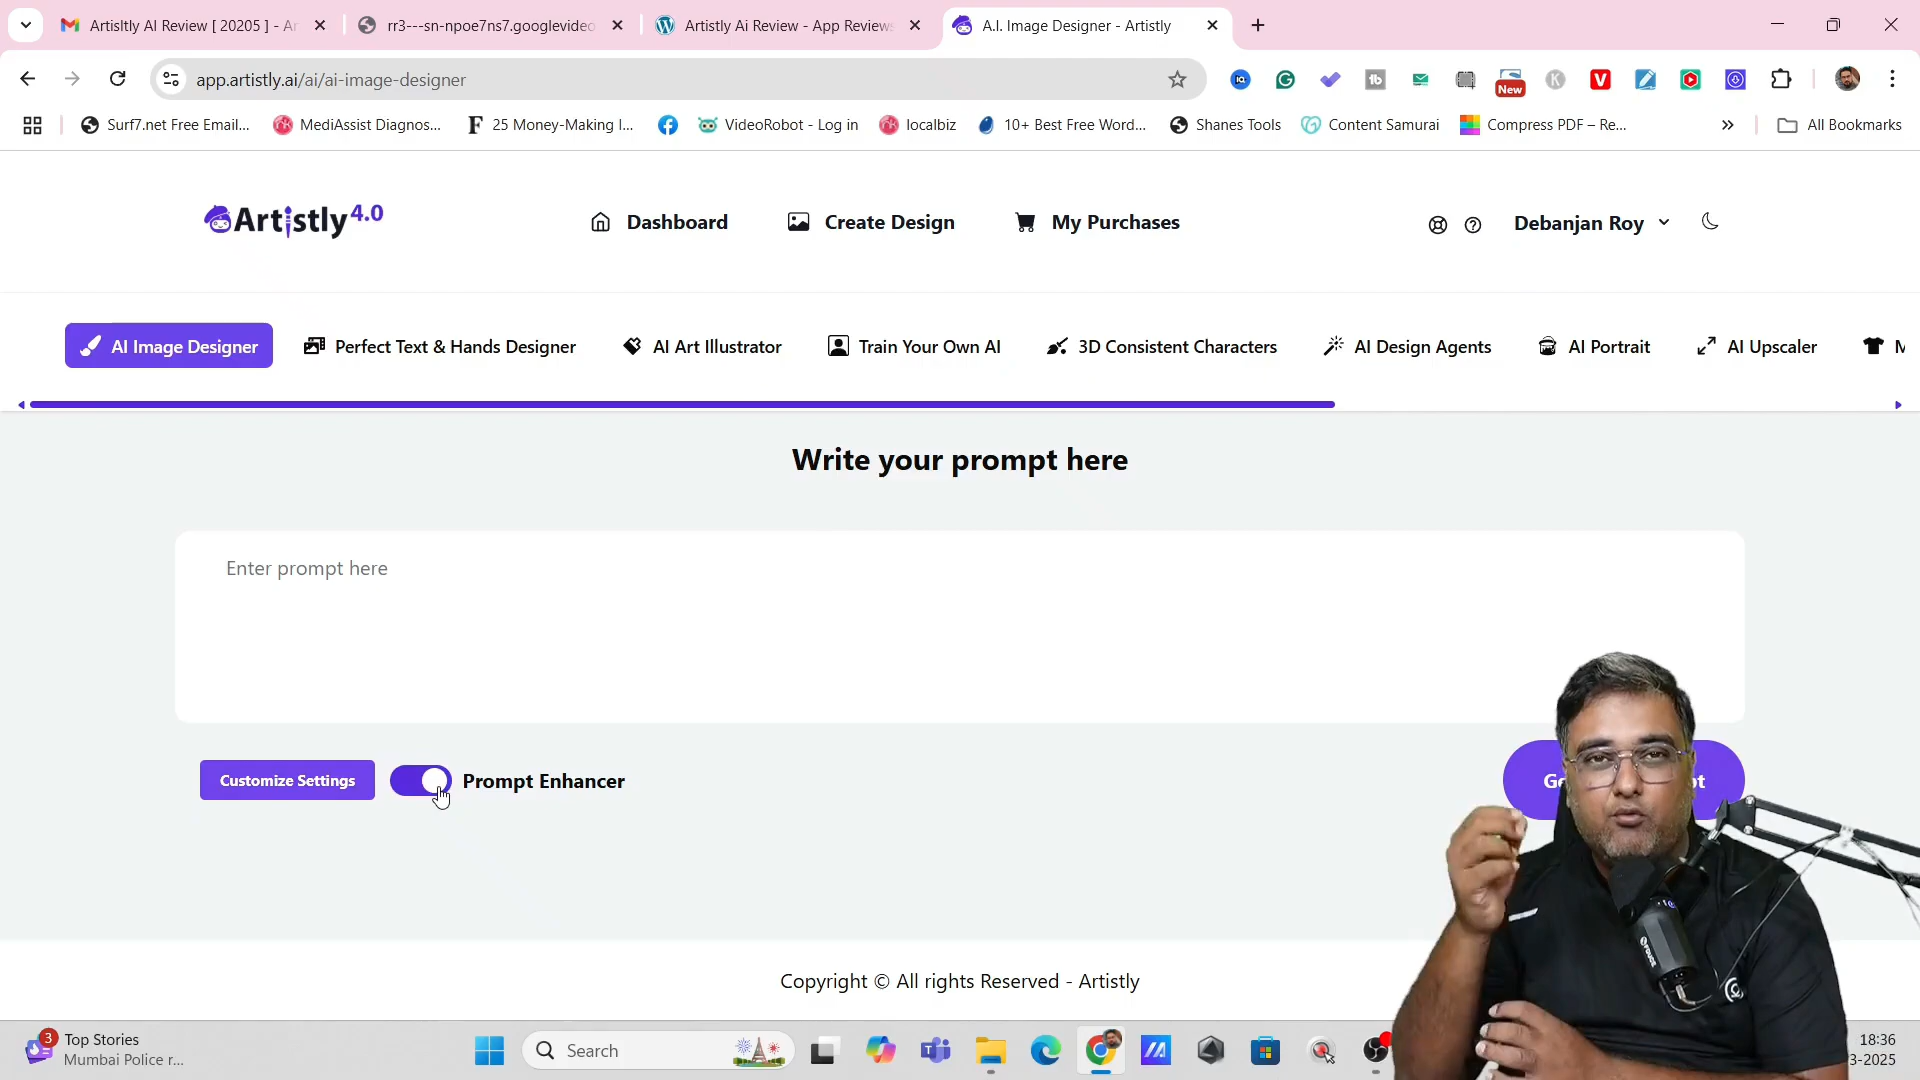 Artisltly AI Review [ 20205 ] - Ar
rr3---sn-npoe7ns7.googlevideo
Artistly Ai Review - App Reviews
A.I. Image Designer - Artistly
app.artistly.ai/ai/ai-image-designer
New
Surf7.net Free Email...
MediAssist Diagnos...
25 Money-Making I...
VideoRobot - Log in
localbiz
10+ Best Free Word...
Shanes Tools
Content Samurai
Compress PDF – Re...
All Bookmarks
Artistly 4.0
Dashboard
Create Design
My Purchases
Debanjan Roy
AI Image Designer
Perfect Text & Hands Designer
AI Art Illustrator
Train Your Own AI
3D Consistent Characters
AI Design Agents
AI Portrait
AI Upscaler
M
Write your prompt here
Enter prompt here
Customize Settings
Prompt Enhancer
Copyright © All rights Reserved - Artistly
3
Top Stories
Mumbai Police r...
Search
18:36
3-2025